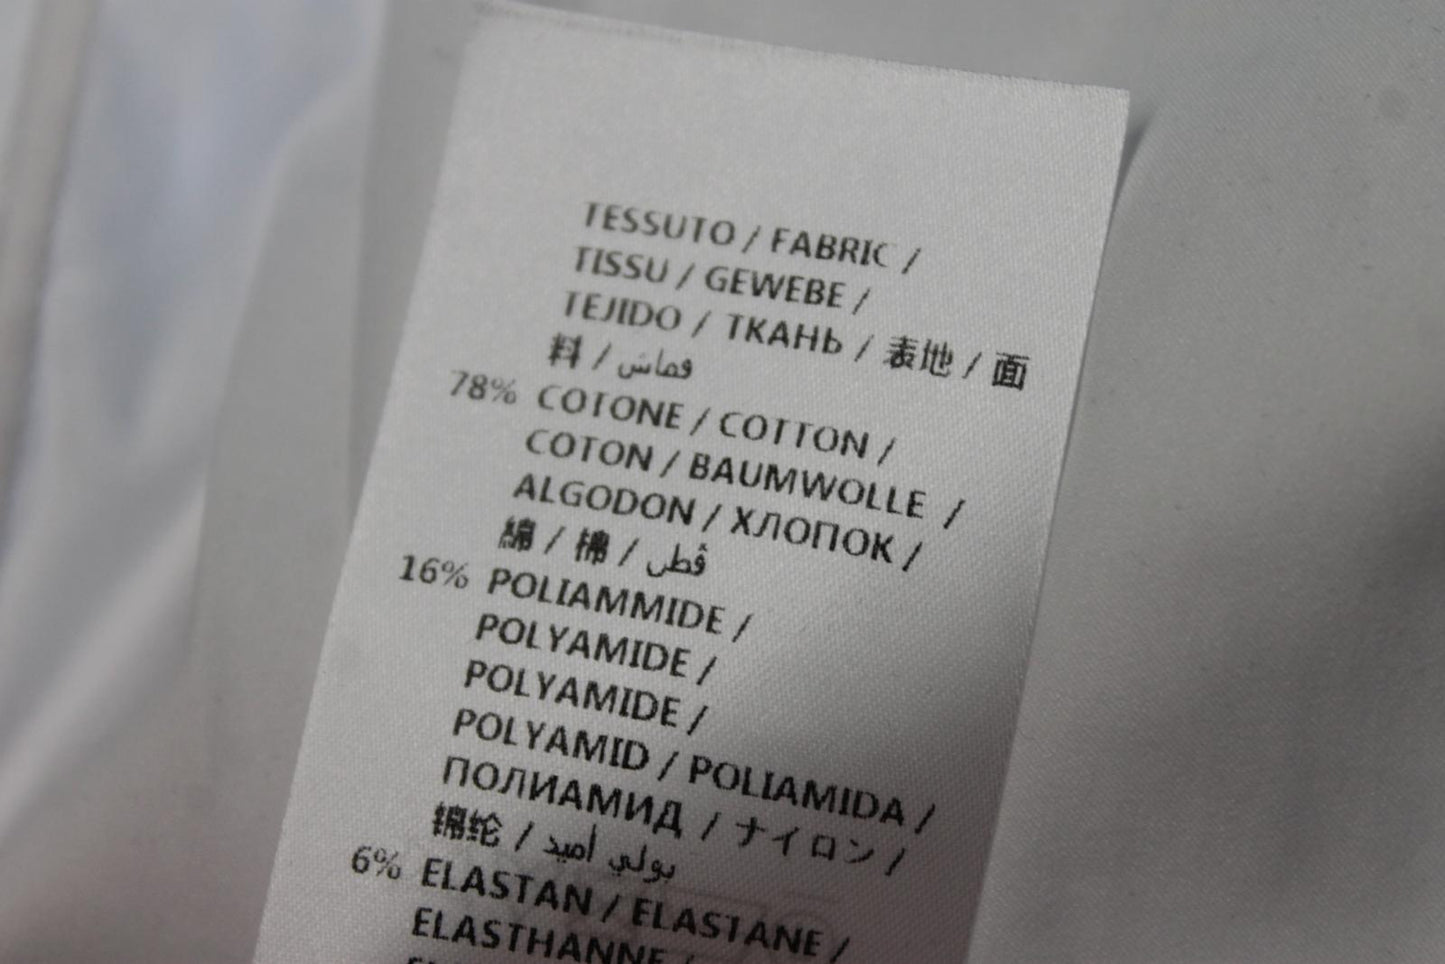 TESSUTO / FABRIC /
TISSU / GEWEBE /
TEJIDO / ТКАНЬ / 表地 / 面
料 / قماش
78% COTONE / COTTON /
COTON / BAUMWOLLE /
ALGODON / ХЛОПОК /
綿 / 棉 / قطن
16% POLIAMMIDE /
POLYAMIDE /
POLYAMIDE /
POLYAMID / POLIAMIDA /
ПОЛИАМИД / ナイロン /
锦纶 / بولي أميد
6% ELASTAN / ELASTANE /
ELASTHANNE /